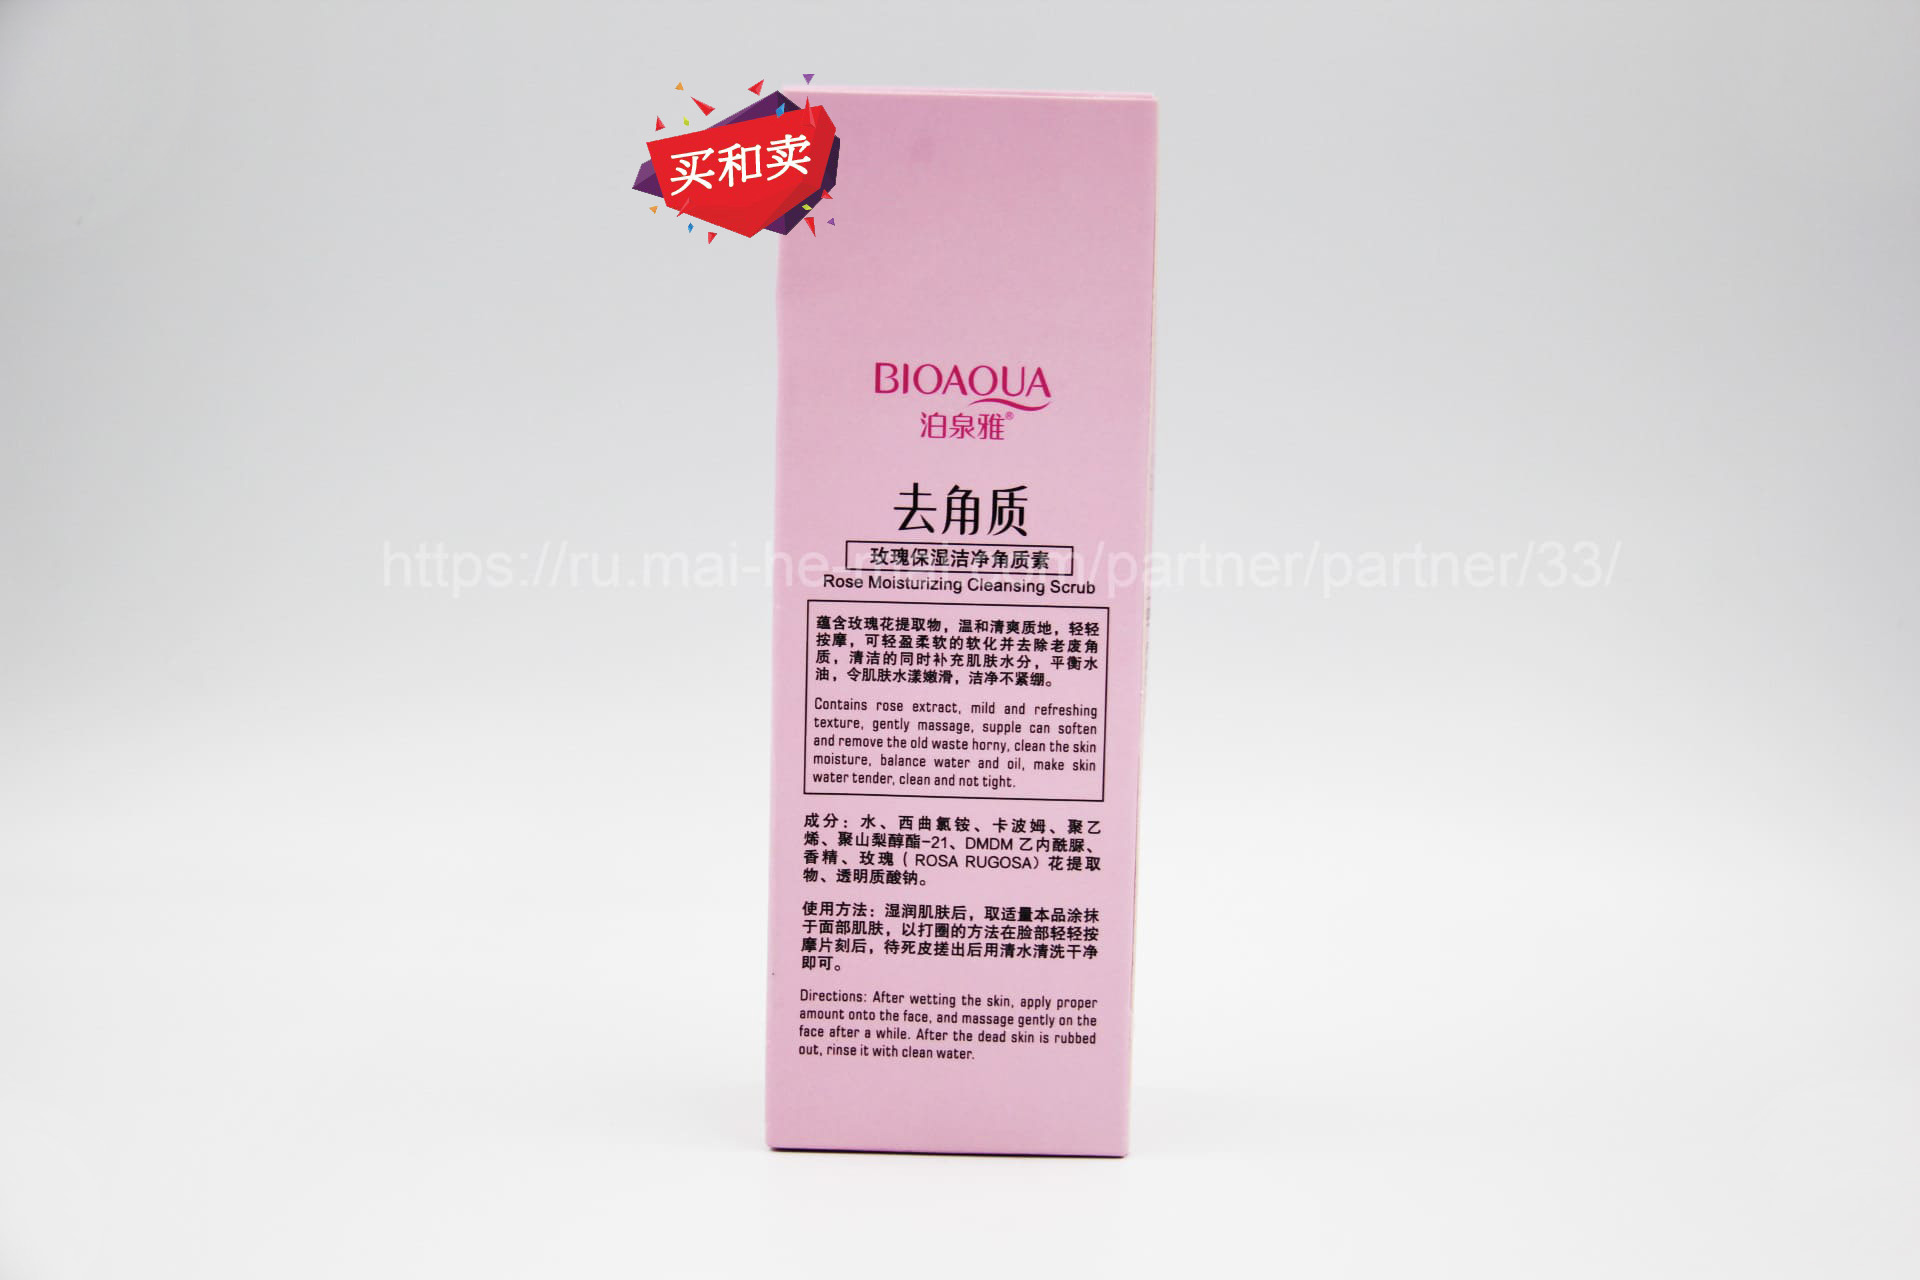 买和卖
BIOAQUA
泊泉雅®
去角质
玫瑰保湿洁净角质素
https://ru.mai-he-mai.com/partner/partner/33/
Rose Moisturizing Cleansing Scrub
蕴含玫瑰花提取物，温和清爽质地，轻轻
按摩，可轻盈柔软的软化并去除老废角
质，清洁的同时补充肌肤水分，平衡水
油，令肌肤水漾嫩滑，洁净不紧绷。
Contains rose extract, mild and refreshing
texture, gently massage, supple can soften
and remove the old waste horny, clean the skin
moisture, balance water and oil, make skin
water tender, clean and not tight.
成分：水、西曲氯铵、卡波姆、聚乙
烯、聚山梨醇酯-21、DMDM 乙内酰脲、
香精、玫瑰（ROSA RUGOSA）花提取
物、透明质酸钠。
使用方法：湿润肌肤后，取适量本品涂抹
于面部肌肤，以打圈的方法在脸部轻轻按
摩片刻后，待死皮搓出后用清水清洗干净
即可。
Directions: After wetting the skin, apply proper
amount onto the face, and massage gently on the
face after a while. After the dead skin is rubbed
out, rinse it with clean water.